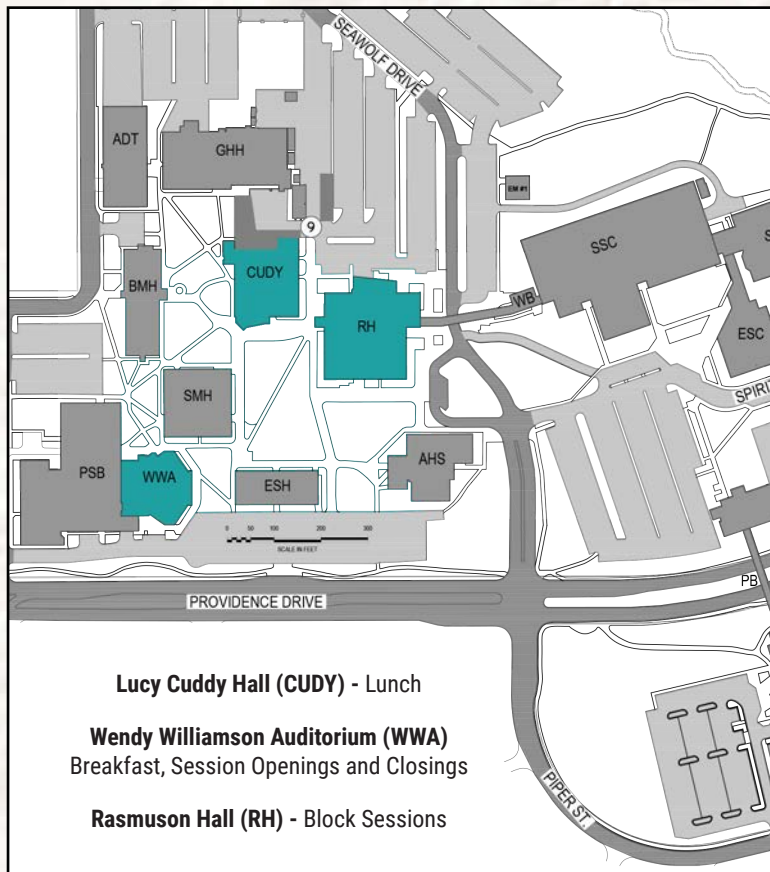 SEAWOLF DRIVE
ADT
GHH
EM #1
9
SSC
S
CUDY
BMH
WB
RH
ESC
SMH
SPIRI
AHS
PSB
WWA
ESH
0 50 100 200 300
SCALE IN FEET
PB
PROVIDENCE DRIVE
Lucy Cuddy Hall (CUDY) - Lunch
Wendy Williamson Auditorium (WWA)
Breakfast, Session Openings and Closings
PIPER ST.
Rasmuson Hall (RH) - Block Sessions